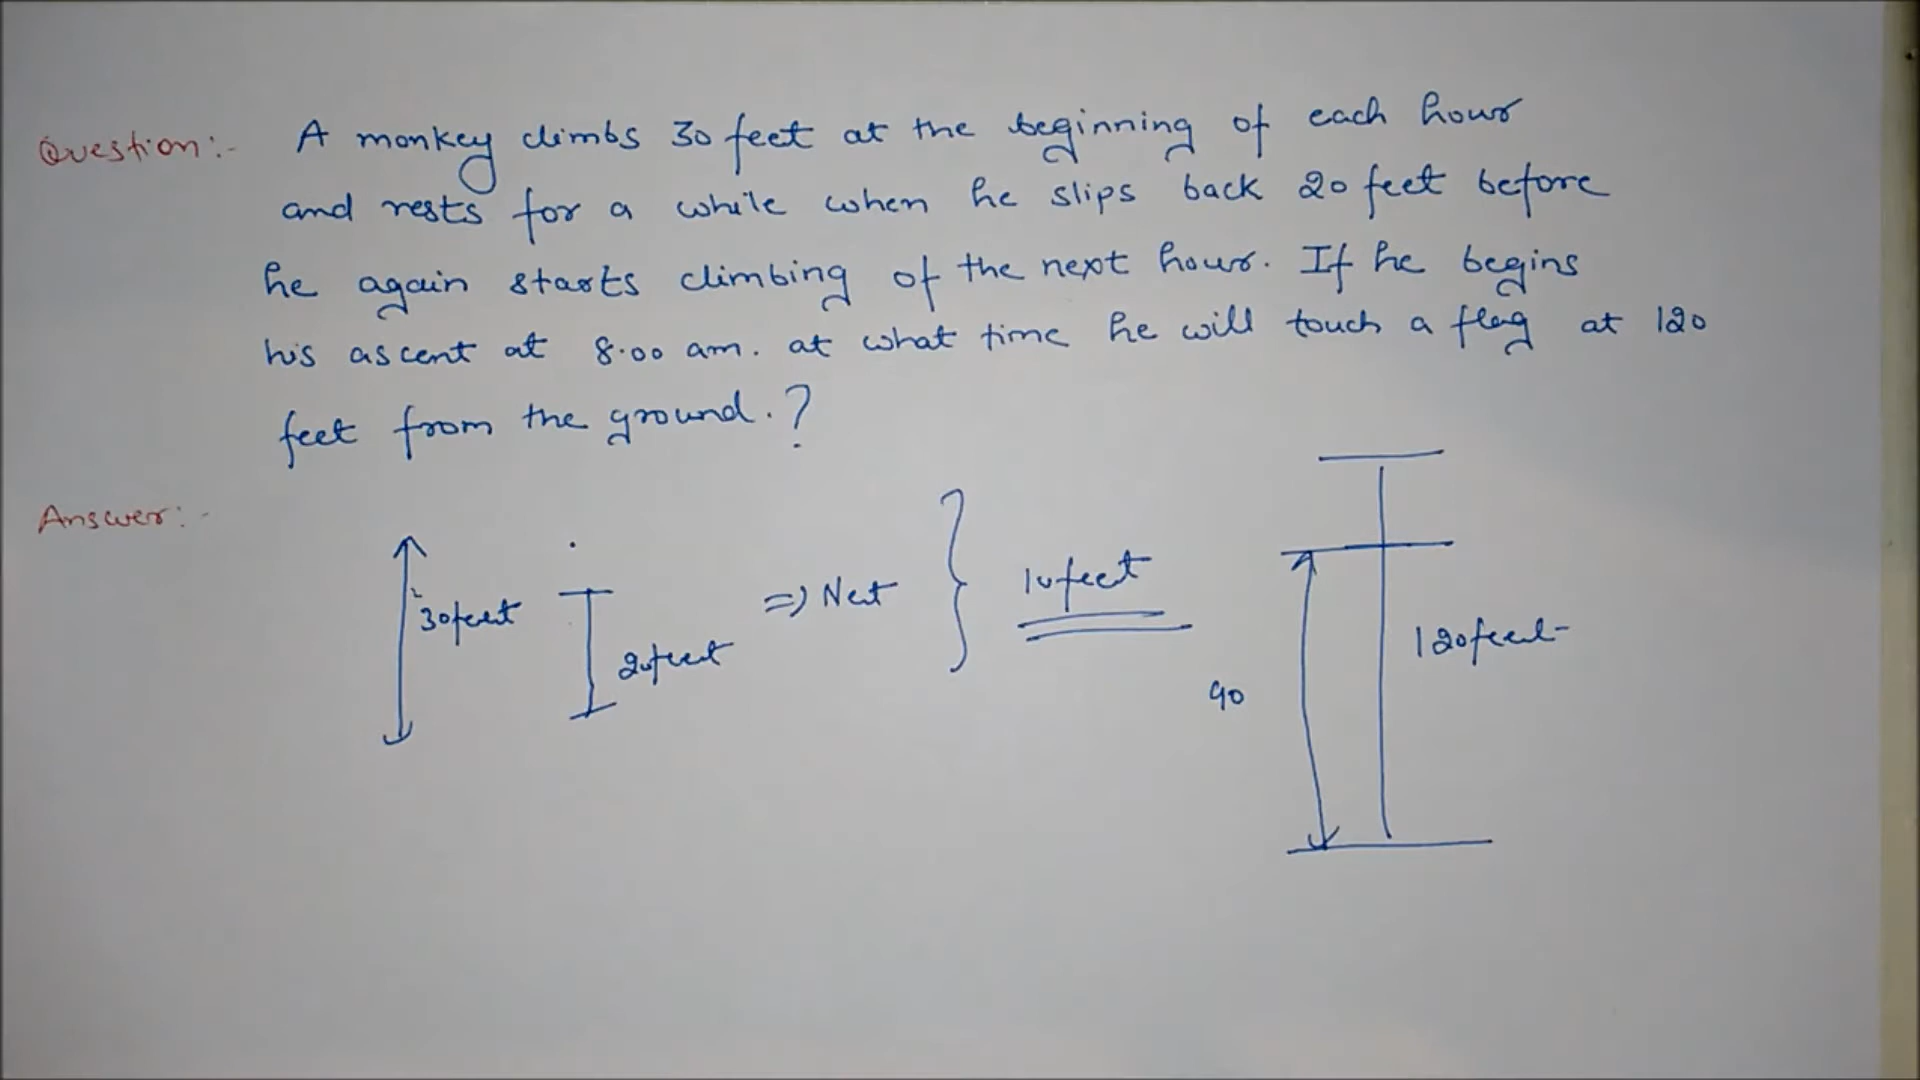 Question:- A monkey climbs 30 feet at the beginning of each hour
and rests for a while when he slips back 20 feet before
he again starts climbing of the next hour. If he begins
his ascent at 8.00 am. at what time he will touch a flag at 120
feet from the ground.?
Answer:-
30feet
20feet
=> Net
10feet
90
120feet